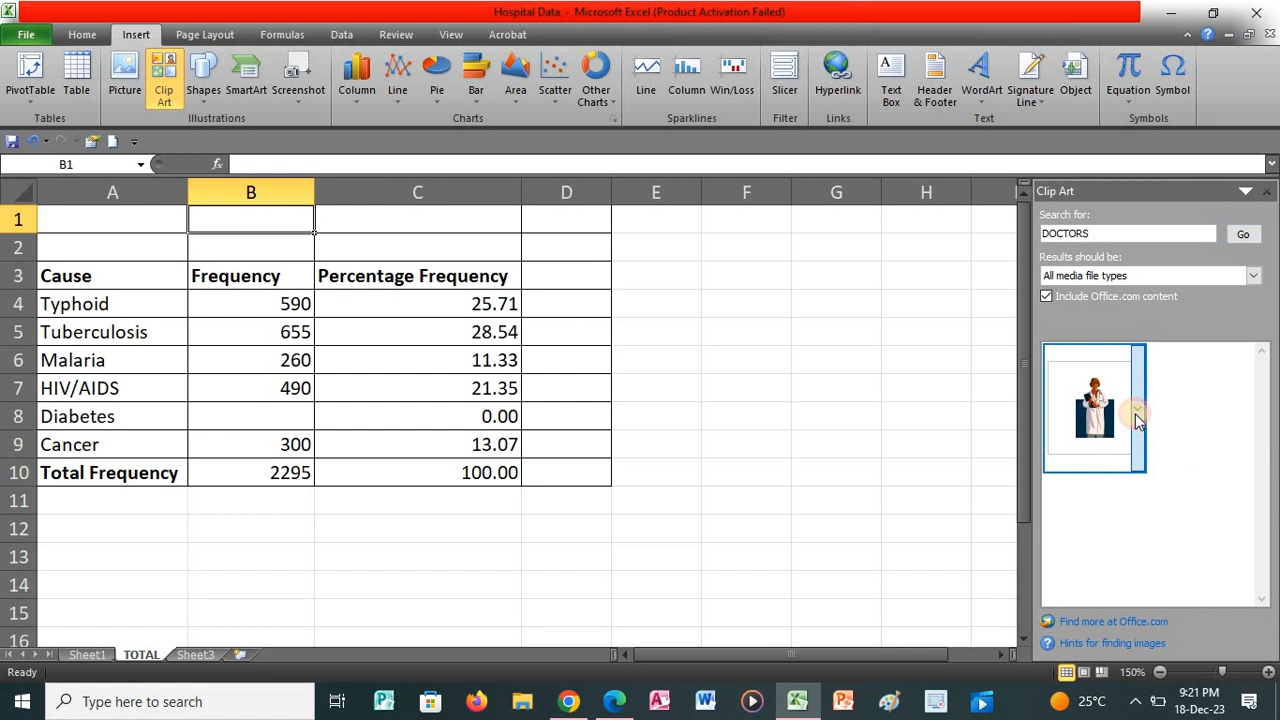 Hospital Data - Microsoft Excel (Product Activation Failed)
File Home Insert Page Layout Formulas Data Review View Acrobat
PivotTable Table Picture Clip Art Shapes SmartArt Screenshot Column Line Pie Bar Area Scatter Other Charts Line Column Win/Loss Slicer Hyperlink Text Box Header & Footer WordArt Signature Line Object Equation Symbol
Tables Illustrations Charts Sparklines Filter Links Text Symbols
B1 fx
A B C D E F G H
1
2
3 Cause Frequency Percentage Frequency
4 Typhoid 590 25.71
5 Tuberculosis 655 28.54
6 Malaria 260 11.33
7 HIV/AIDS 490 21.35
8 Diabetes 0.00
9 Cancer 300 13.07
10 Total Frequency 2295 100.00
11
12
13
14
15
16
Sheet1 TOTAL Sheet3
Ready 150%
Clip Art
Search for:
DOCTORS Go
Results should be:
All media file types
Include Office.com content
Find more at Office.com
Hints for finding images
Type here to search
25°C
9:21 PM
18-Dec-23